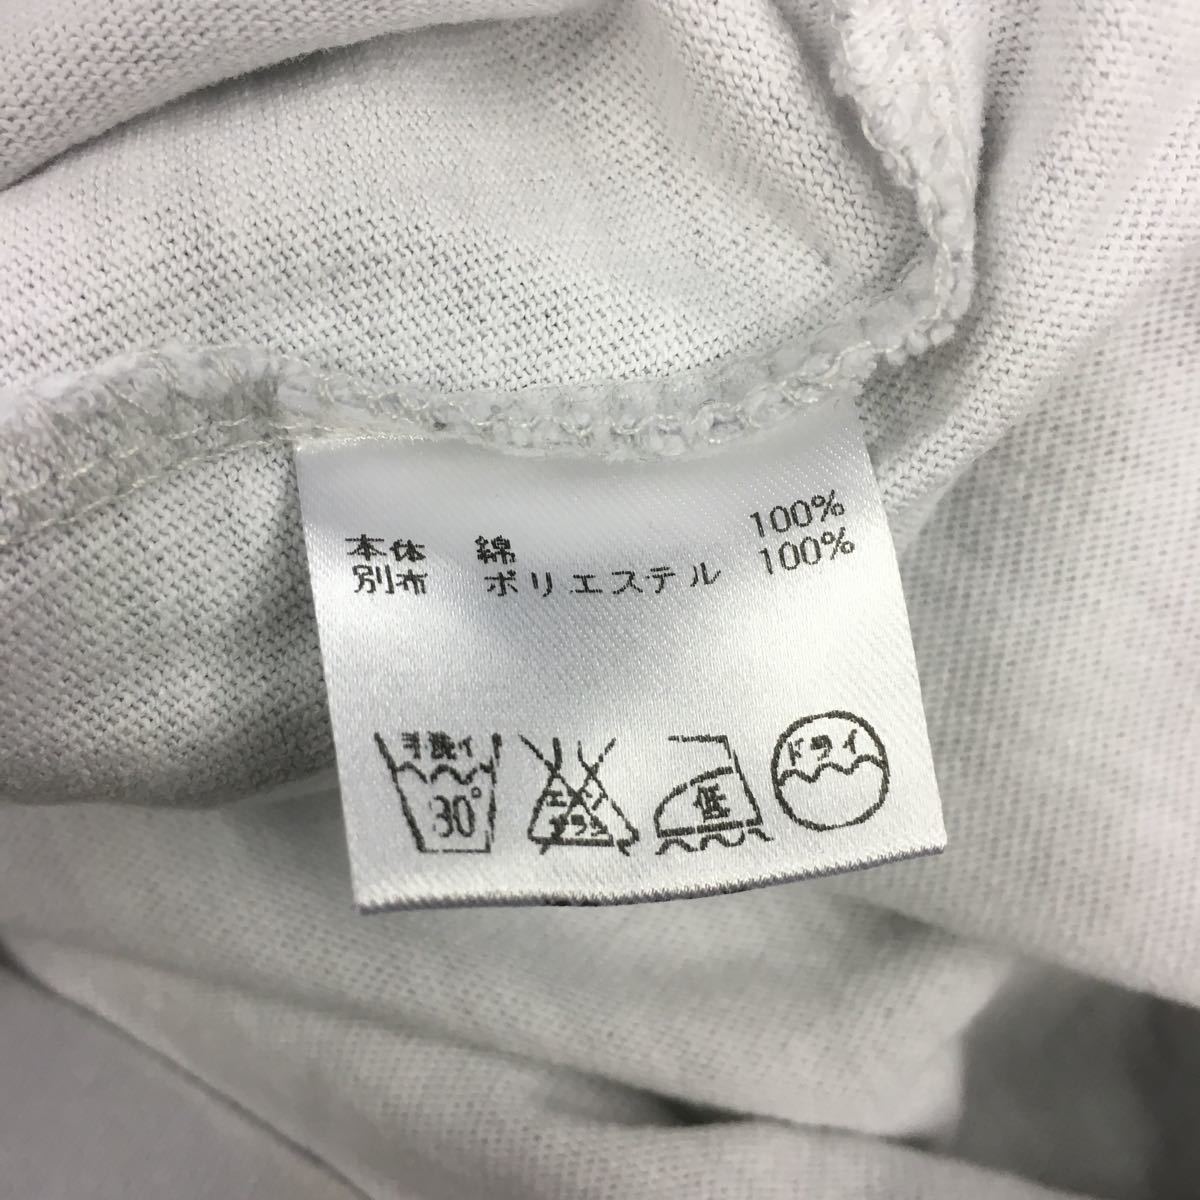 本体 綿 100%
別布 ポリエステル 100%
手洗イ 30° エンソサラシ 低 ドライ